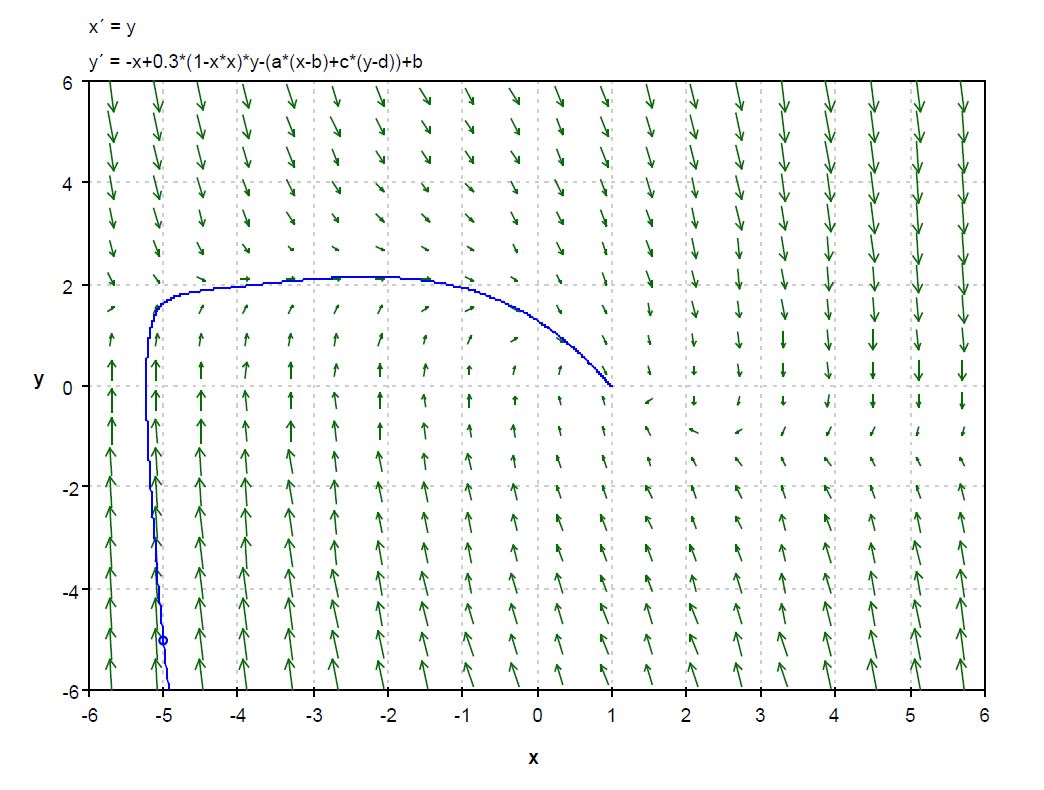 x´ = y
y´ = -x+0.3*(1-x*x)*y-(a*(x-b)+c*(y-d))+b
6
4
2
y
0
-2
-4
-6
-6 -5 -4 -3 -2 -1 0 1 2 3 4 5 6
x